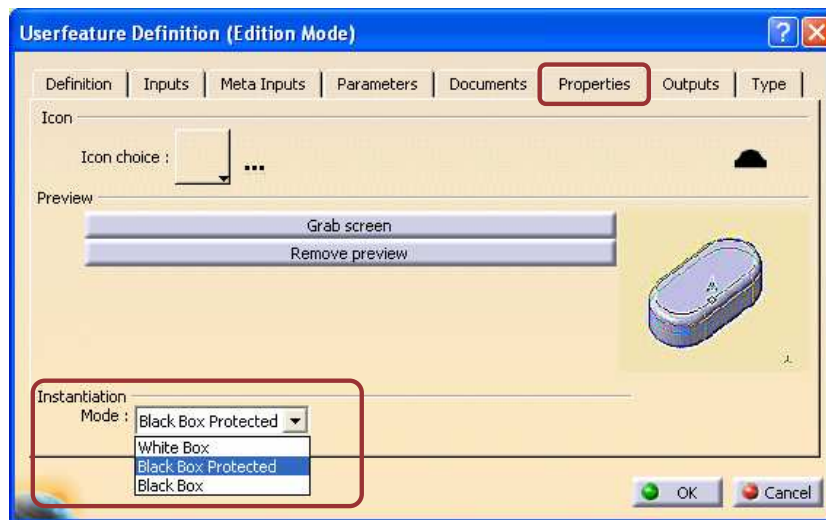 Userfeature Definition (Edition Mode)
Definition Inputs Meta Inputs Parameters Documents Properties Outputs Type
Icon
Icon choice : ...
Preview
Grab screen
Remove preview
Instantiation
Mode : Black Box Protected
White Box
Black Box Protected
Black Box
OK Cancel